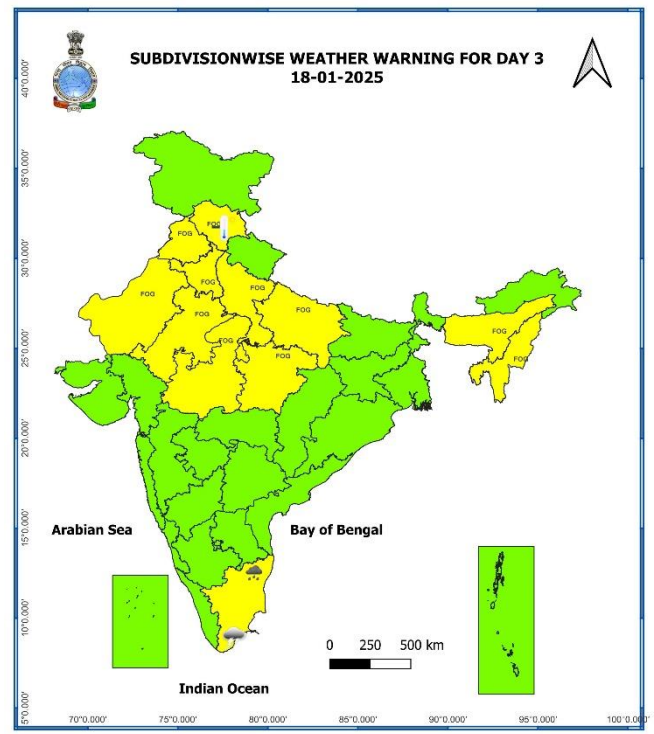 SUBDIVISIONWISE WEATHER WARNING FOR DAY 3
18-01-2025
40°0.000'
35°0.000'
FOG
FOG
30°0.000'
FOG
FOG
FOG
FOG
FOG
FOG
FOG
25°0.000'
FOG
FOG
20°0.000'
Arabian Sea
Bay of Bengal
15°0.000'
10°0.000'
0 250 500 km
Indian Ocean
5°0.000'
70°0.000' 75°0.000' 80°0.000' 85°0.000' 90°0.000' 95°0.000' 100°0.000'